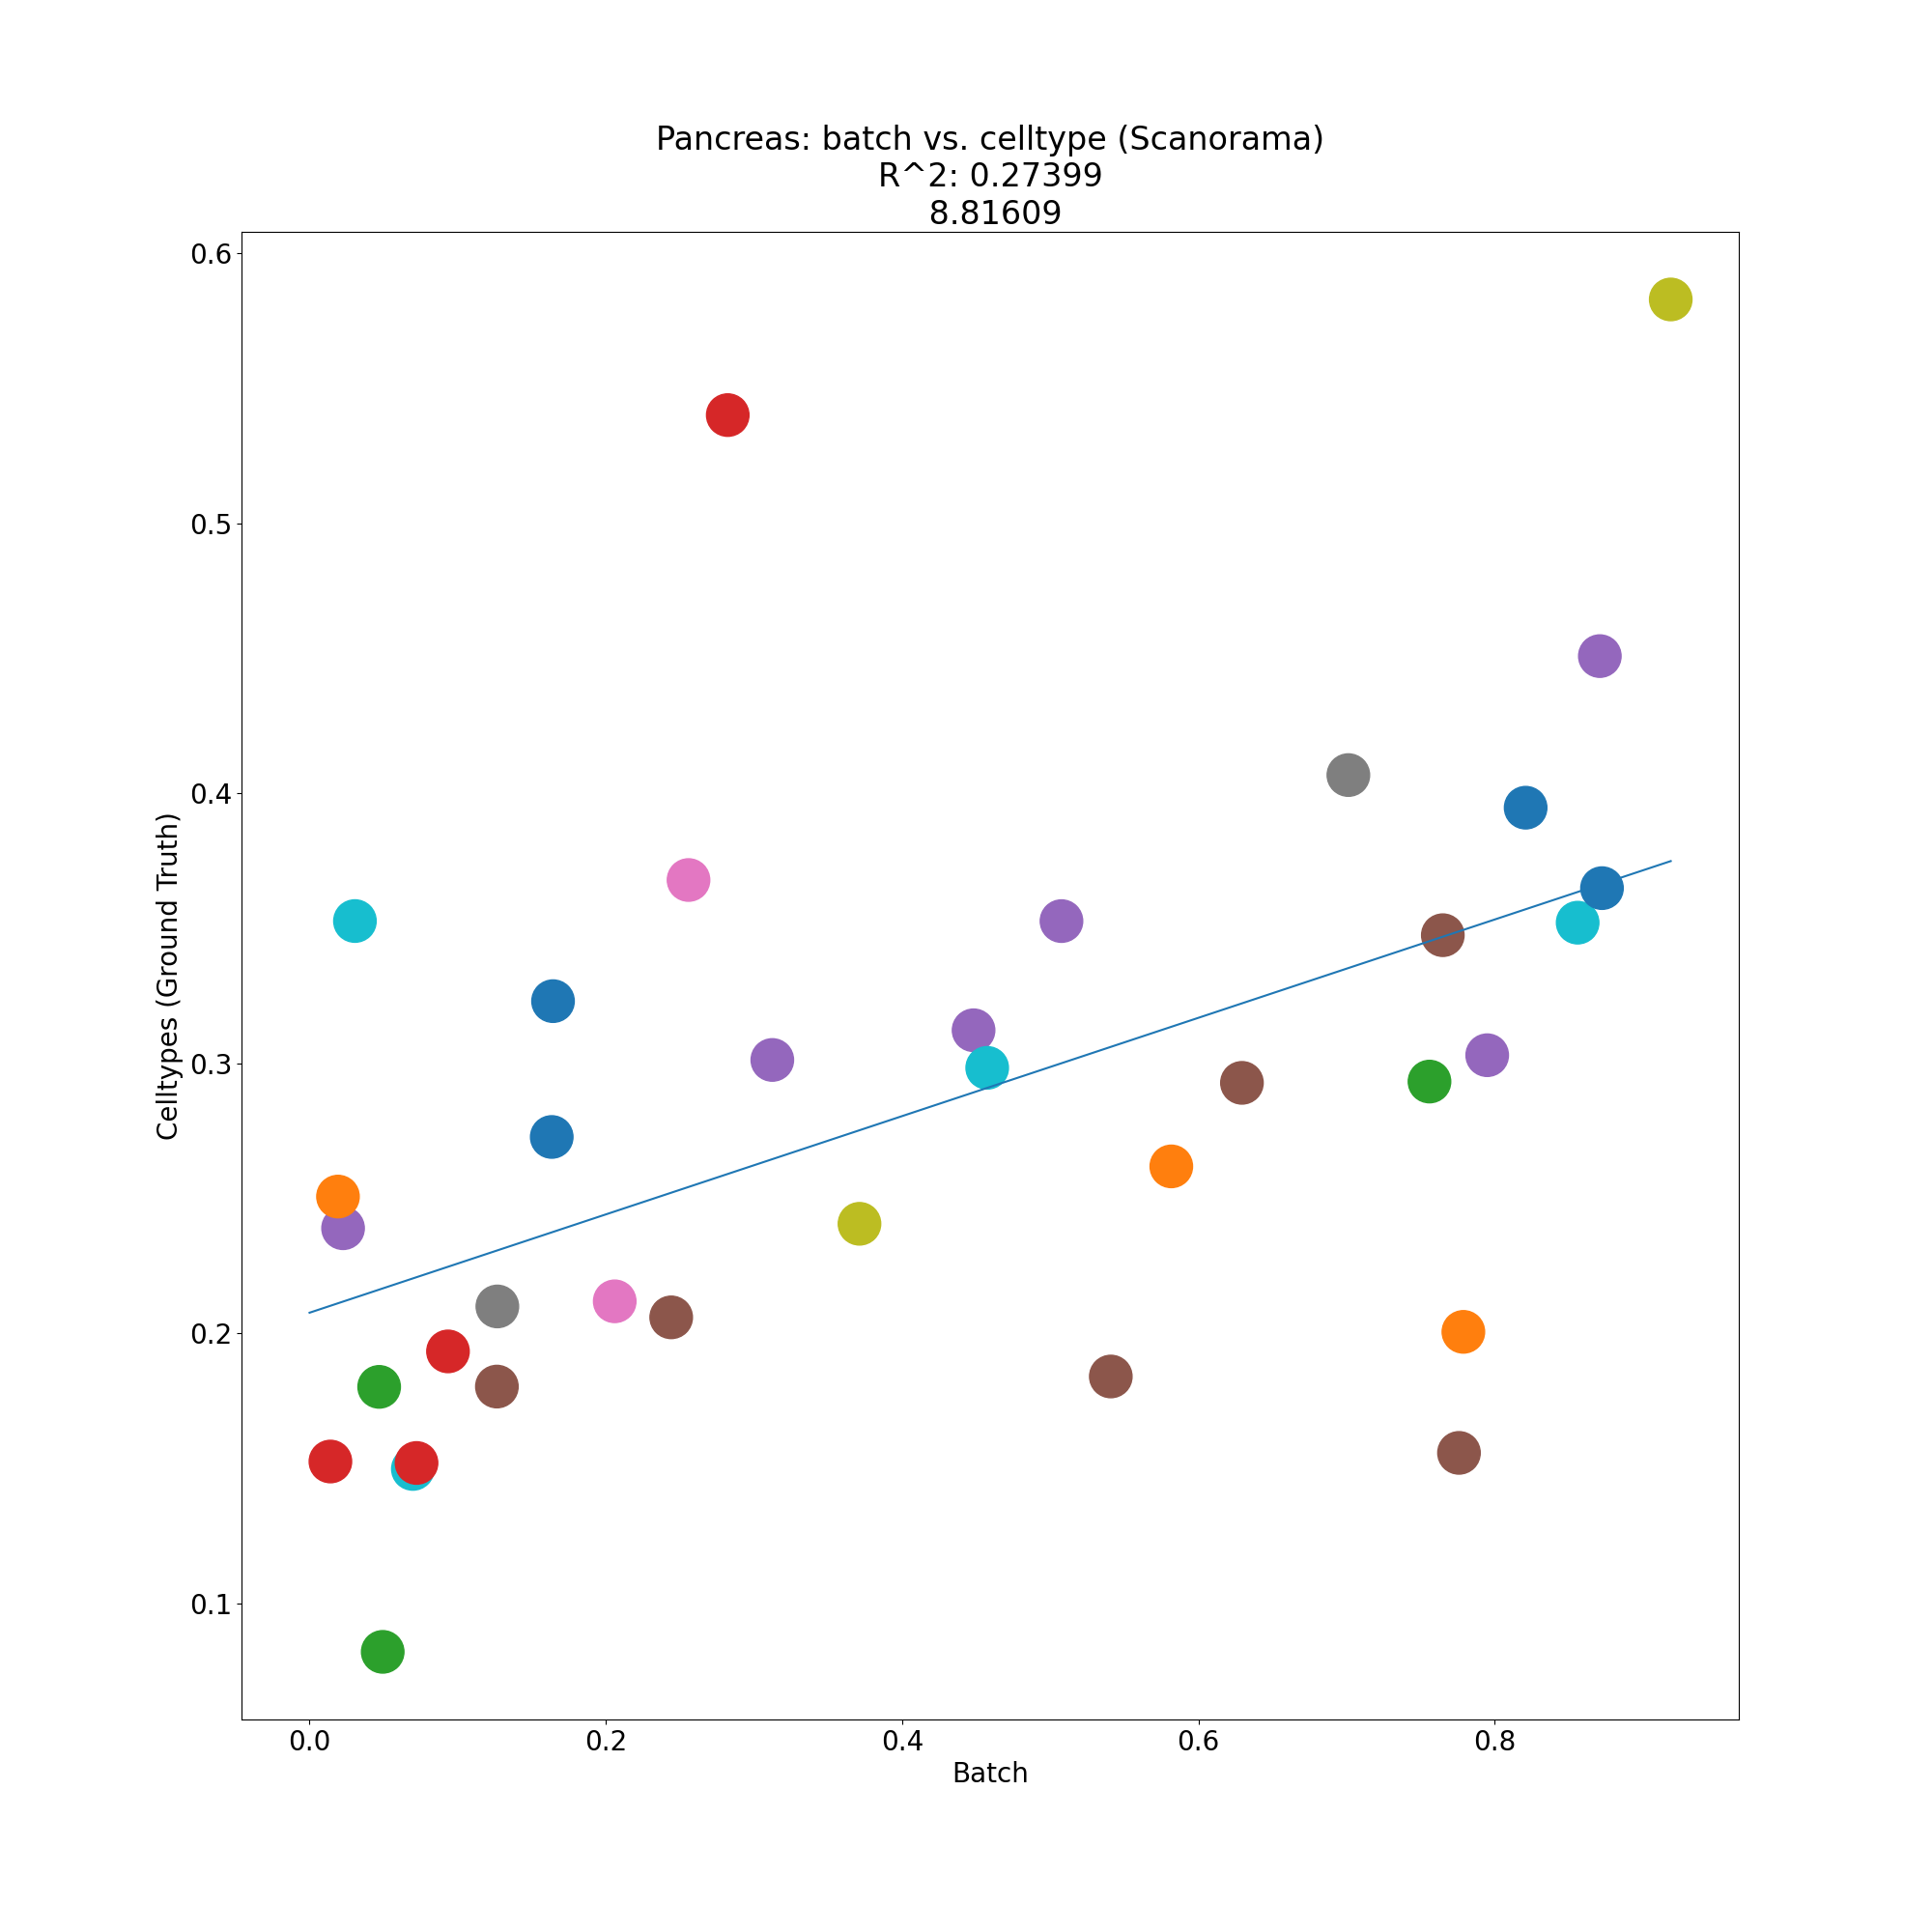 Pancreas: batch vs. celltype (Scanorama)
R^2: 0.27399
8.81609
0.6
0.5
0.4
0.3
0.2
0.1
Celltypes (Ground Truth)
0.0 0.2 0.4 0.6 0.8
Batch